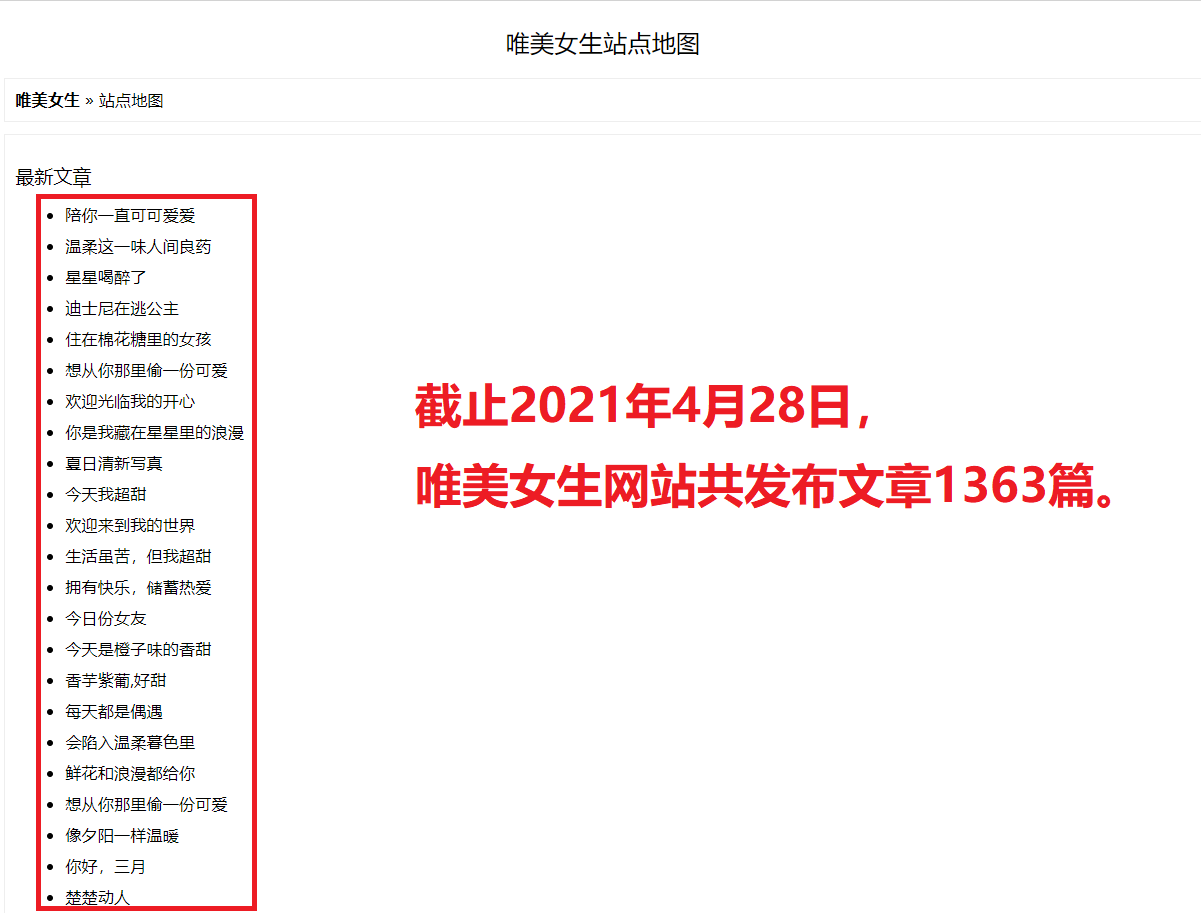 唯美女生站点地图
唯美女生 » 站点地图
最新文章
陪你一直可可爱爱
温柔这一味人间良药
星星喝醉了
迪士尼在逃公主
住在棉花糖里的女孩
想从你那里偷一份可爱
欢迎光临我的开心
你是我藏在星星里的浪漫
夏日清新写真
今天我超甜
欢迎来到我的世界
生活虽苦，但我超甜
拥有快乐，储蓄热爱
今日份女友
今天是橙子味的香甜
香芋紫葡,好甜
每天都是偶遇
会陷入温柔暮色里
鲜花和浪漫都给你
想从你那里偷一份可爱
像夕阳一样温暖
你好，三月
楚楚动人
截止2021年4月28日，
唯美女生网站共发布文章1363篇。